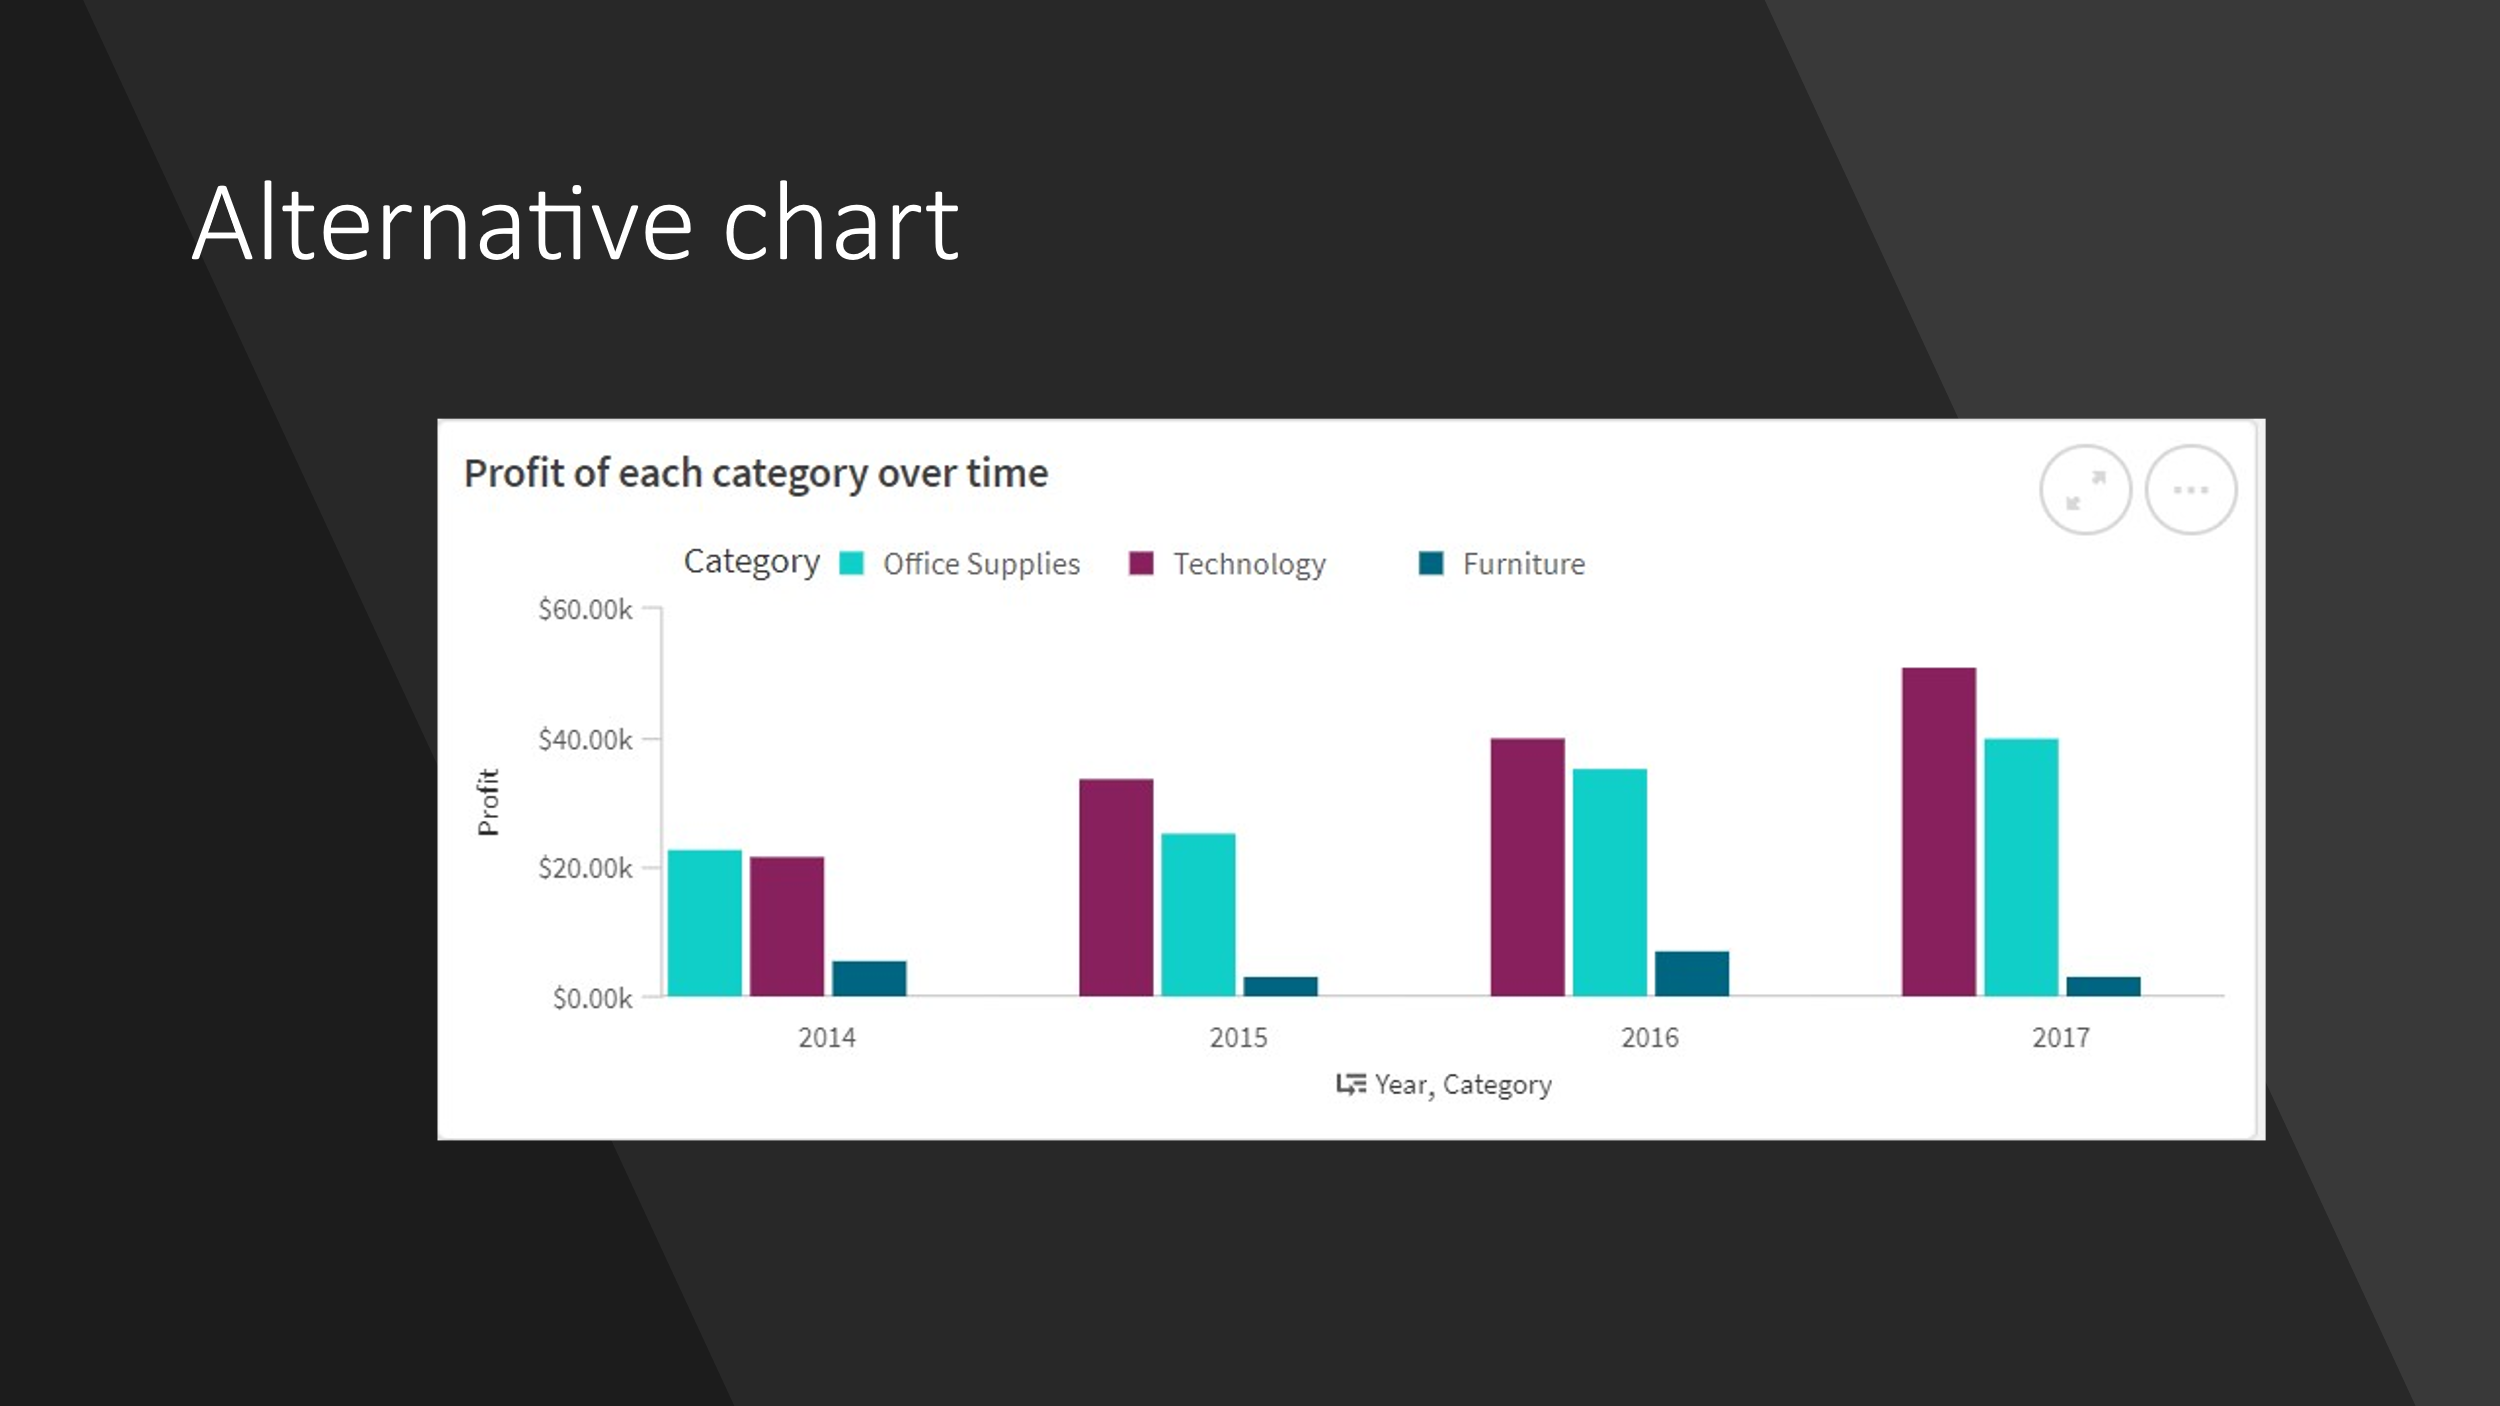 Alternative chart
Profit of each category over time
Category Office Supplies Technology Furniture
$60.00k
$40.00k
$20.00k
$0.00k
Profit
2014 2015 2016 2017
Year, Category